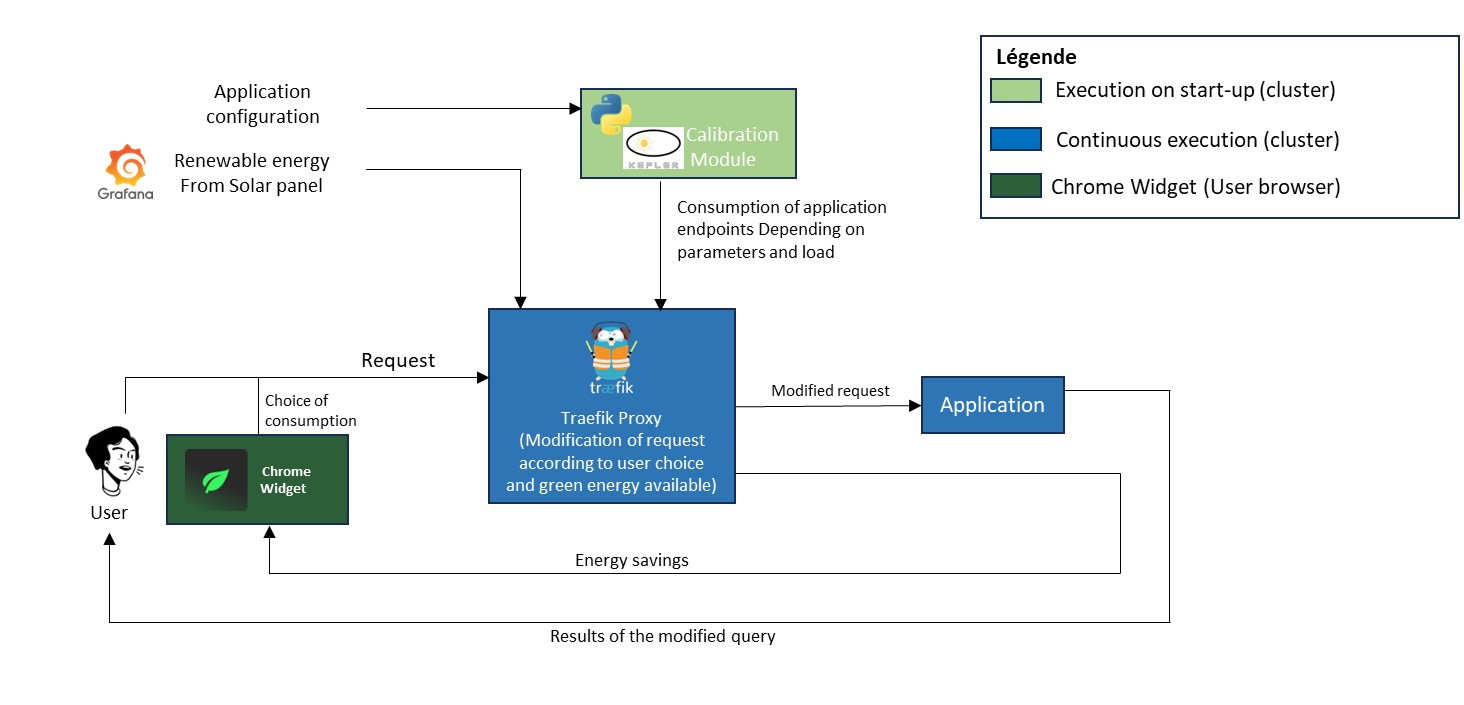 Légende
Execution on start-up (cluster)
Continuous execution (cluster)
Chrome Widget (User browser)
Application
configuration
Grafana
Renewable energy
From Solar panel
KEPLER
Calibration
Module
Consumption of application
endpoints Depending on
parameters and load
Request
Choice of
consumption
Chrome
Widget
User
træfik
Traefik Proxy
(Modification of request
according to user choice
and green energy available)
Modified request
Application
Energy savings
Results of the modified query